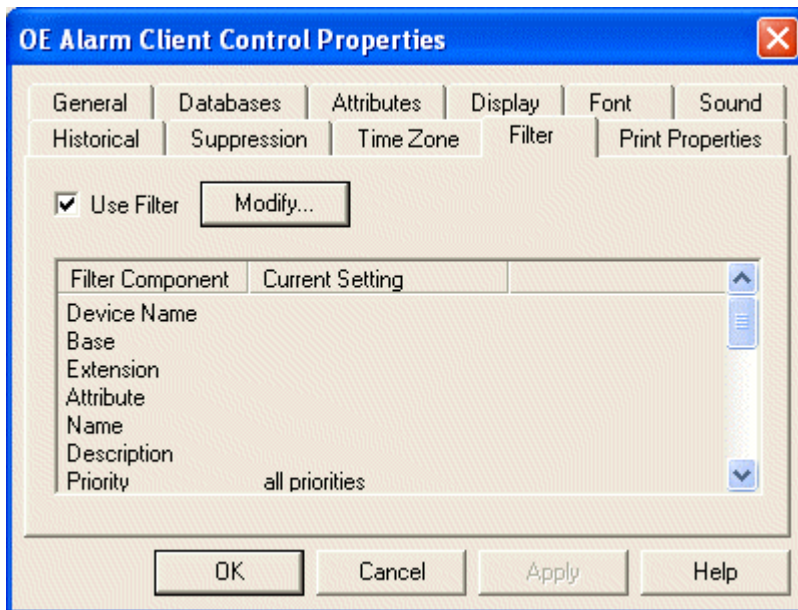 OE Alarm Client Control Properties
General Databases Attributes Display Font Sound
Historical Suppression Time Zone Filter Print Properties
Use Filter Modify...
Filter Component Current Setting
Device Name
Base
Extension
Attribute
Name
Description
Priority all priorities
OK Cancel Apply Help